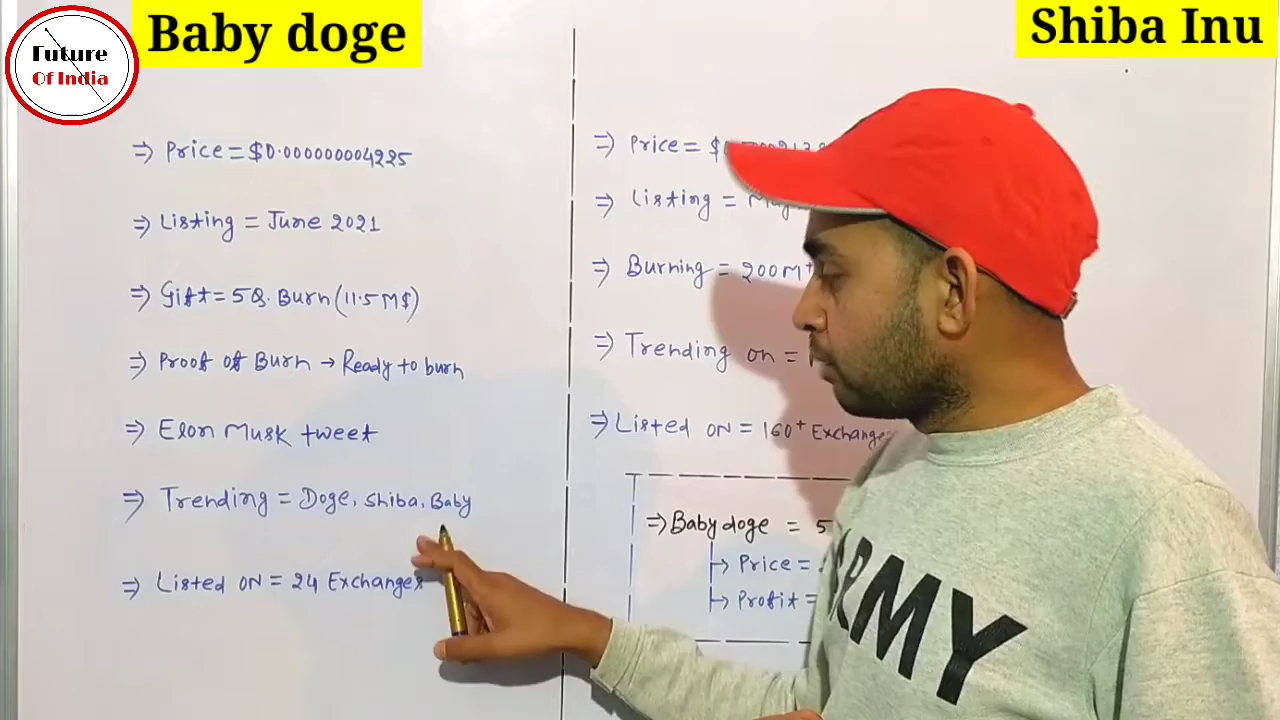 Future
Of India
Baby doge
Shiba Inu
⇒ Price = $0.000000004225
⇒ Listing = June 2021
⇒ Gift = 5Q. Burn (11.5 M$)
⇒ Proof of Burn → Ready to burn
⇒ Elon Musk tweet
⇒ Trending = Doge, Shiba, Baby
⇒ Listed ON = 24 Exchanges
⇒ Price = $
⇒ Listing =
⇒ Burning = 200M+
⇒ Trending on =
⇒ Listed ON = 160+ Exchanges
⇒ Baby doge = 5
↦ Price =
↦ Profit =
ARMY